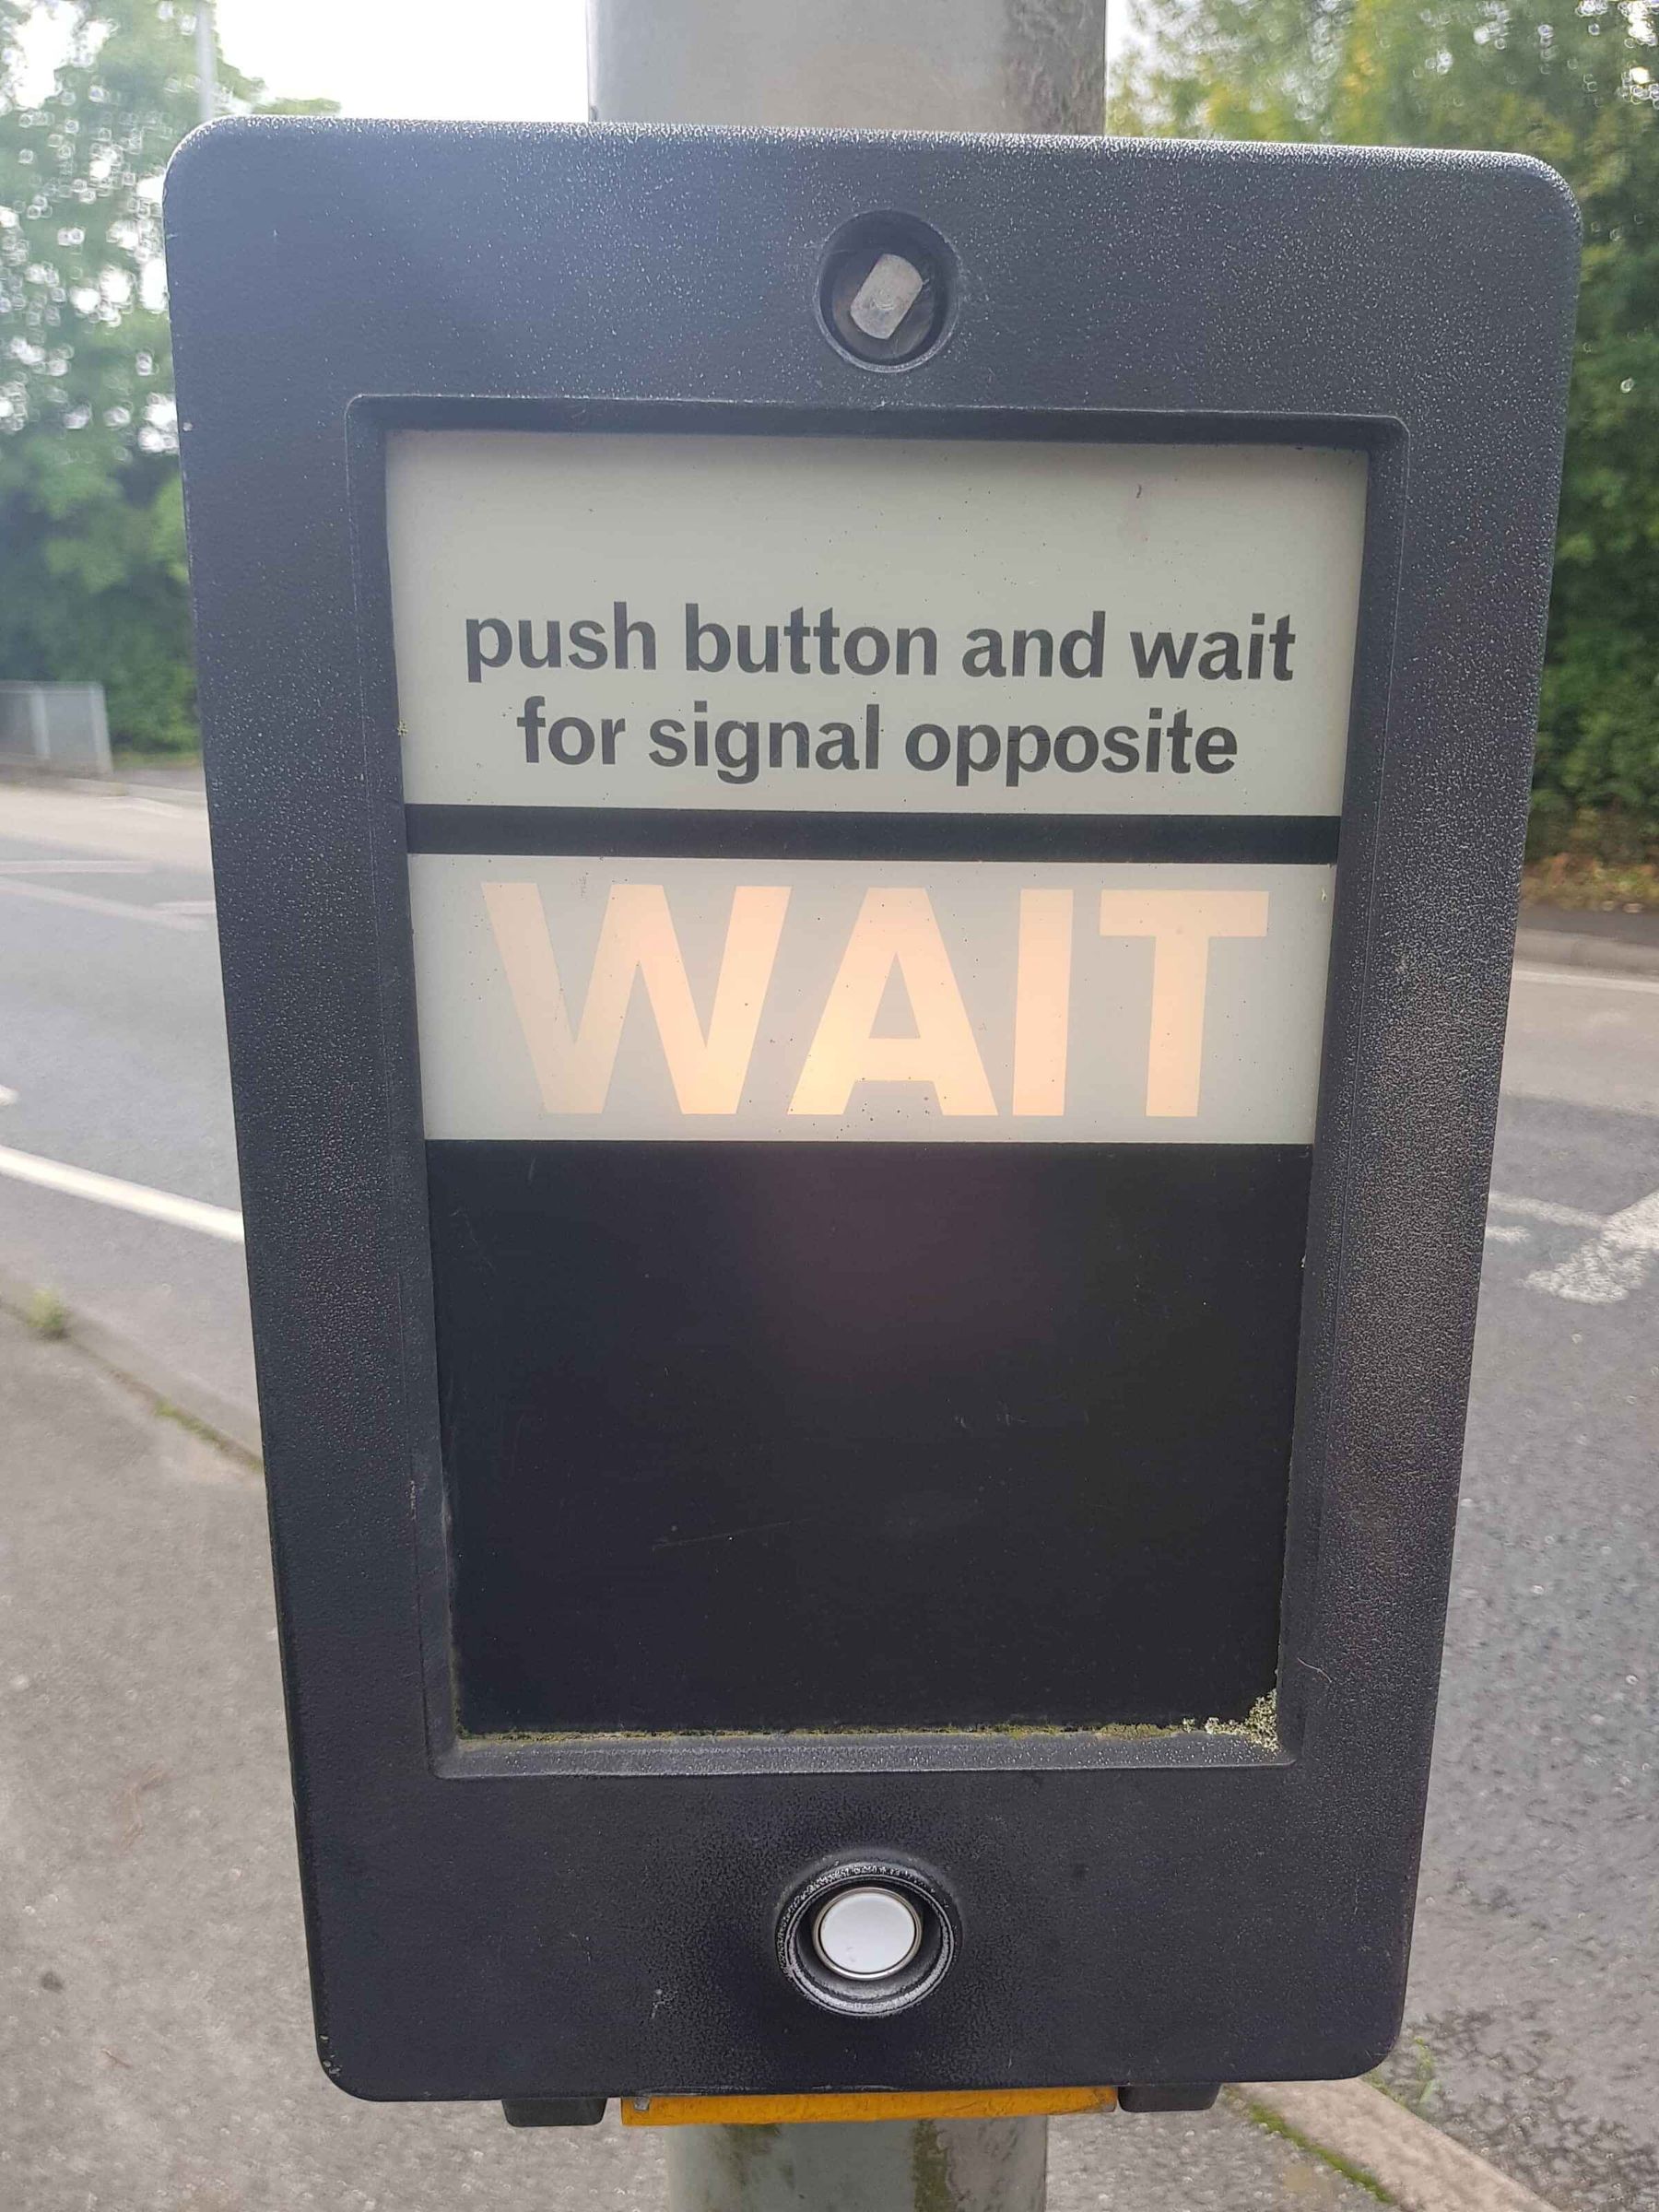 push button and wait
for signal opposite
WAIT